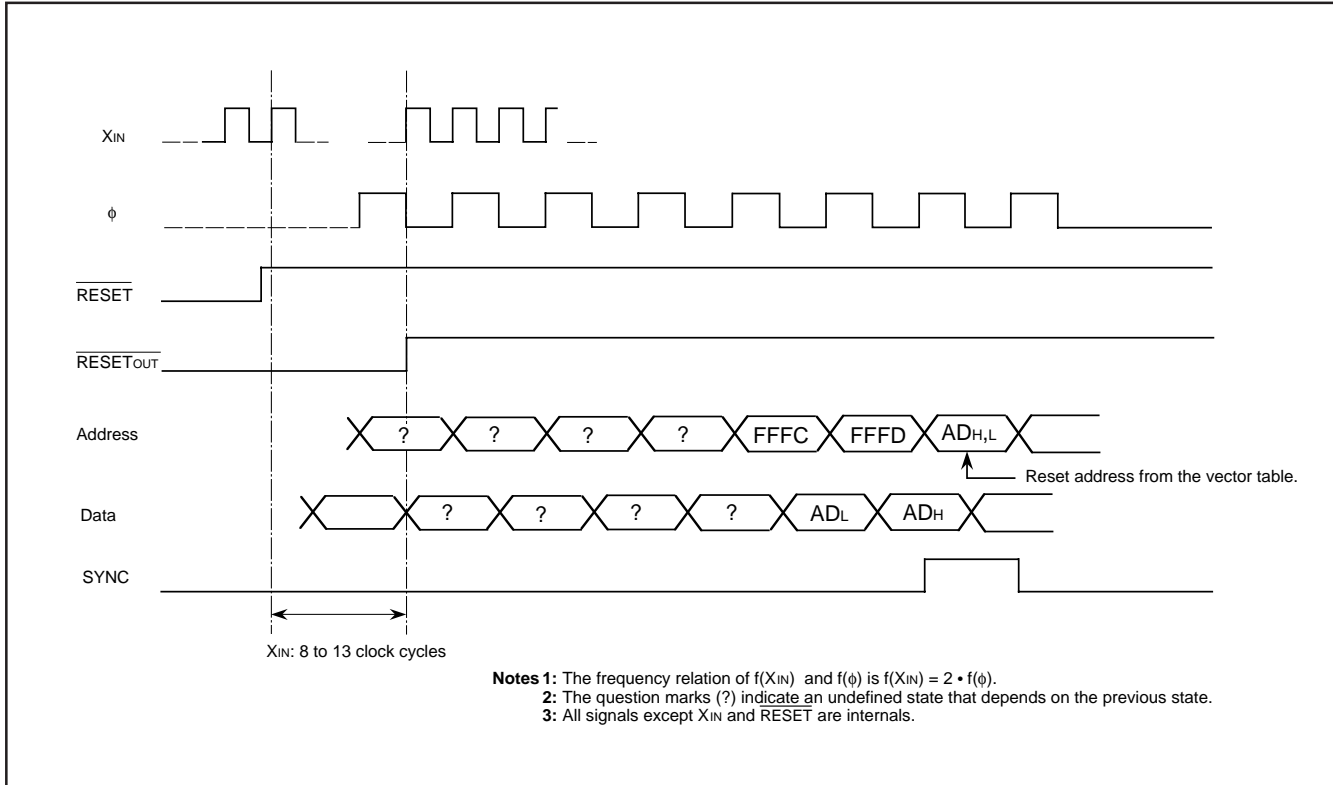 XIN
ϕ
RESET
RESETOUT
Address
? ? ? ? FFFC FFFD ADH,L
Reset address from the vector table.
Data
? ? ? ? ADL ADH
SYNC
XIN: 8 to 13 clock cycles
Notes 1: The frequency relation of f(XIN) and f(ϕ) is f(XIN) = 2 • f(ϕ).
2: The question marks (?) indicate an undefined state that depends on the previous state.
3: All signals except XIN and RESET are internals.